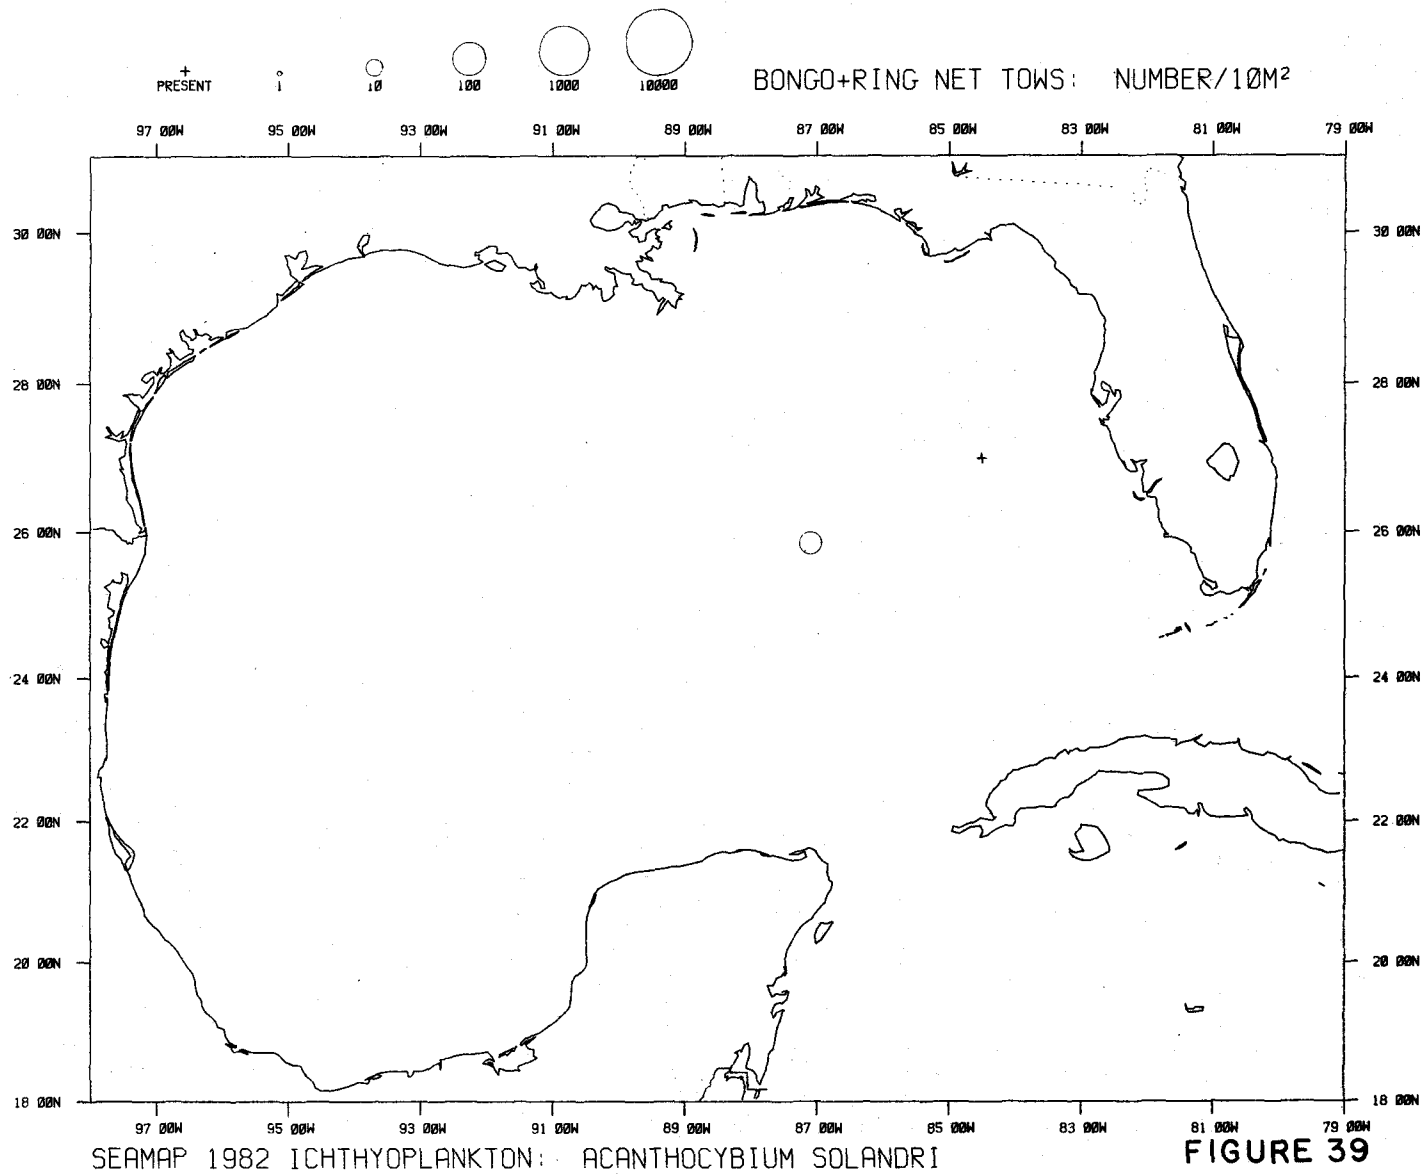 PRESENT 1 10 100 1000 10000
BONGO+RING NET TOWS: NUMBER/10M²
97 00W 95 00W 93 00W 91 00W 89 00W 87 00W 85 00W 83 00W 81 00W 79 00W
30 00N 30 00N
28 00N 28 00N
26 00N 26 00N
24 00N 24 00N
22 00N 22 00N
20 00N 20 00N
18 00N 18 00N
97 00W 95 00W 93 00W 91 00W 89 00W 87 00W 85 00W 83 00W 81 00W 79 00W
SEAMAP 1982 ICHTHYOPLANKTON: ACANTHOCYBIUM SOLANDRI
FIGURE 39